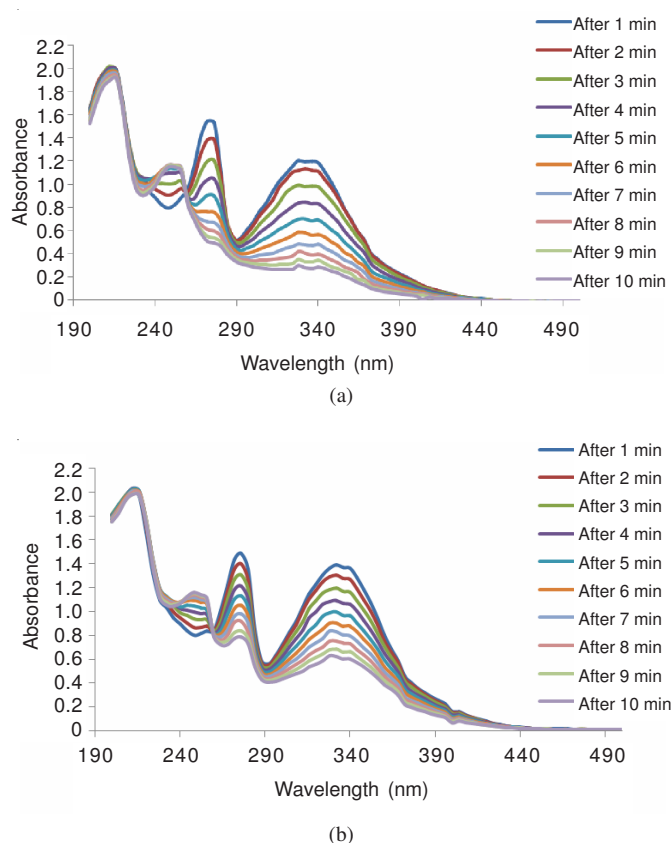 After 1 min
After 2 min
After 3 min
After 4 min
After 5 min
After 6 min
After 7 min
After 8 min
After 9 min
After 10 min
2.2
2.0
1.8
1.6
1.4
1.2
1.0
0.8
0.6
0.4
0.2
0
Absorbance
190 240 290 340 390 440 490
Wavelength (nm)
(a)
After 1 min
After 2 min
After 3 min
After 4 min
After 5 min
After 6 min
After 7 min
After 8 min
After 9 min
After 10 min
2.2
2.0
1.8
1.6
1.4
1.2
1.0
0.8
0.6
0.4
0.2
0
Absorbance
190 240 290 340 390 440 490
Wavelength (nm)
(b)